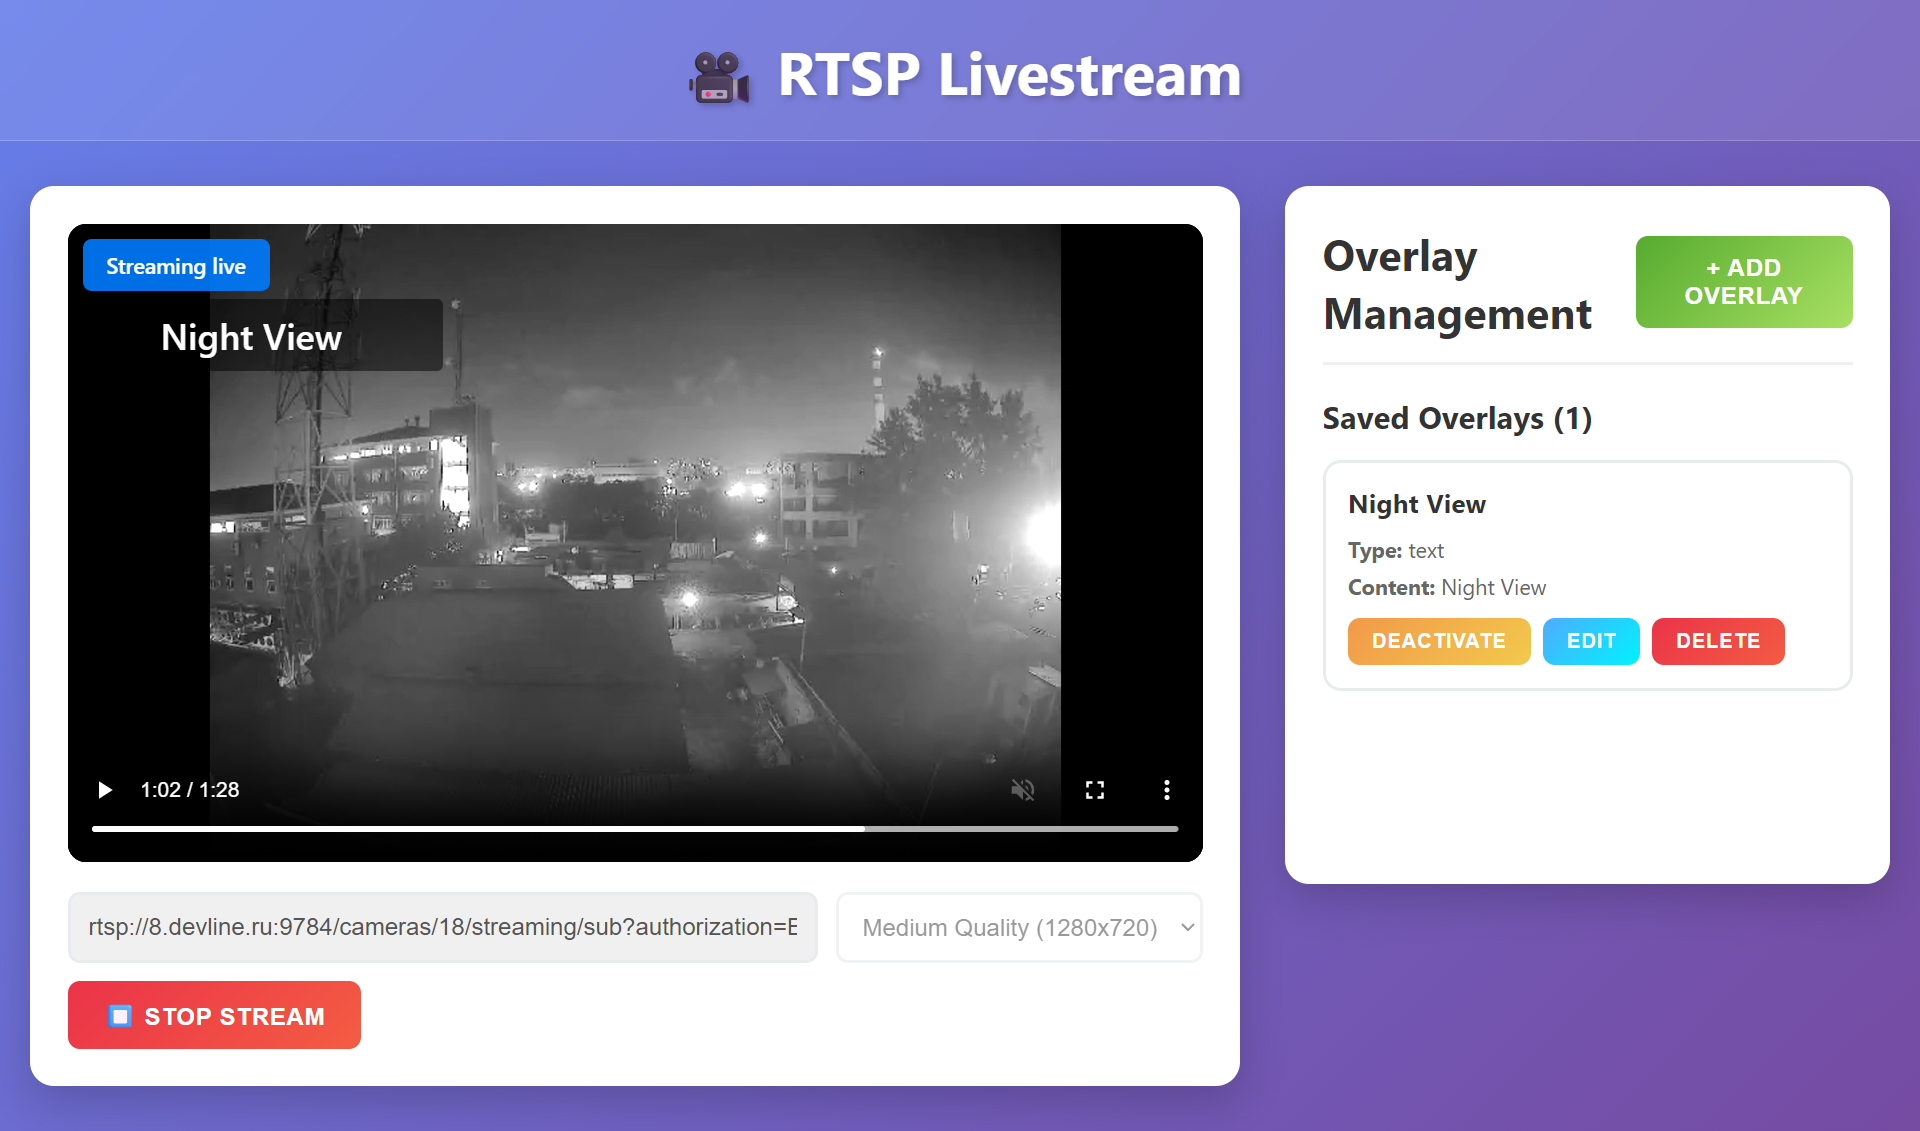 RTSP Livestream
Streaming live
Night View
1:02 / 1:28
rtsp://8.devline.ru:9784/cameras/18/streaming/sub?authorization=E
Medium Quality (1280x720)
STOP STREAM
Overlay
Management
+ ADD
OVERLAY
Saved Overlays (1)
Night View
Type: text
Content: Night View
DEACTIVATE
EDIT
DELETE